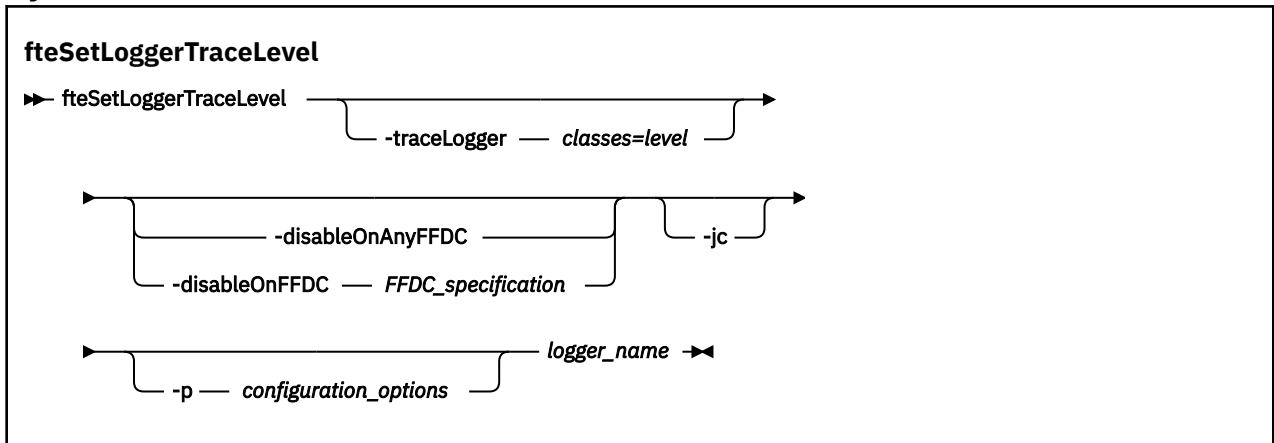 fteSetLoggerTraceLevel
fteSetLoggerTraceLevel
-traceLogger classes=level
-disableOnAnyFFDC
-jc
-disableOnFFDC FFDC_specification
logger_name
-p configuration_options